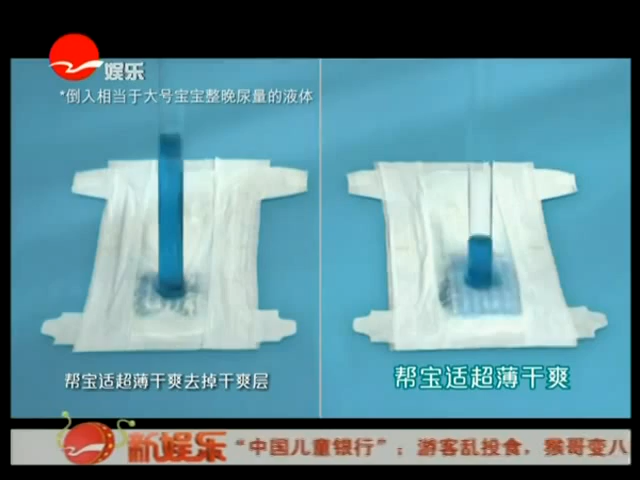 娱乐
*倒入相当于大号宝宝整晚尿量的液体
帮宝适超薄干爽去掉干爽层
帮宝适超薄干爽
新娱乐 “中国儿童银行”：游客乱投食，猴哥变八